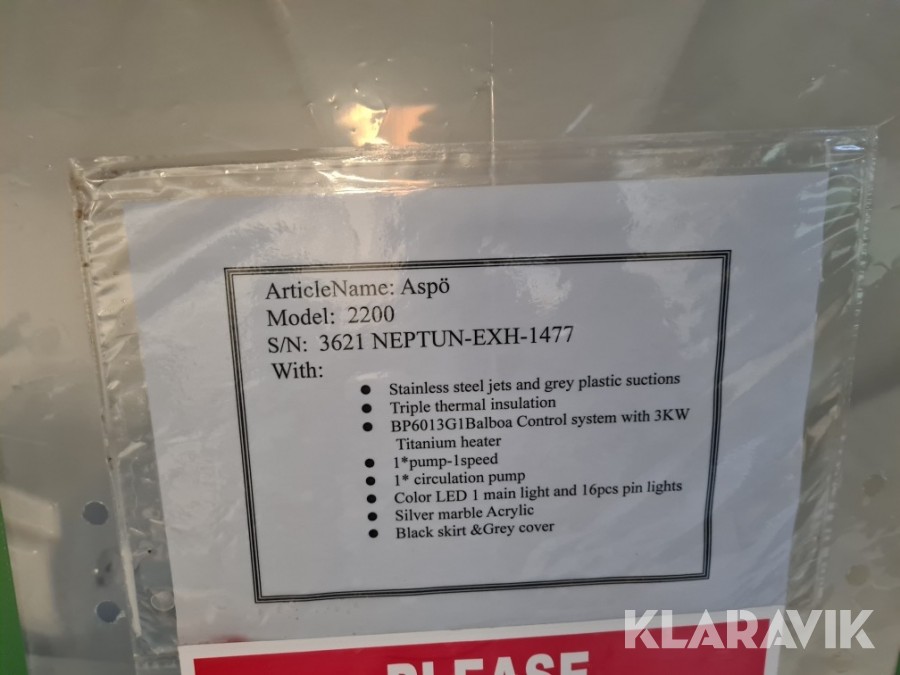 ArticleName: Aspö
Model: 2200
S/N: 3621 NEPTUN-EXH-1477
With:
● Stainless steel jets and grey plastic suctions
● Triple thermal insulation
● BP6013G1Balboa Control system with 3KW
Titanium heater
● 1*pump-1speed
● 1* circulation pump
● Color LED 1 main light and 16pcs pin lights
● Silver marble Acrylic
● Black skirt &Grey cover
KLARAVIK
PLEASE